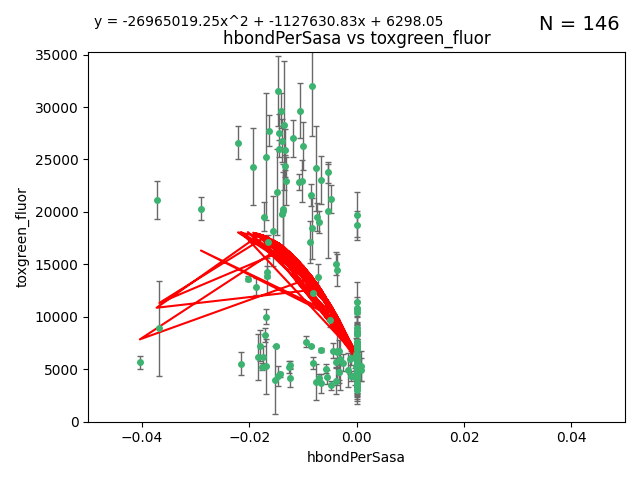 y = -26965019.25x^2 + -1127630.83x + 6298.05
N = 146
hbondPerSasa vs toxgreen_fluor
toxgreen_fluor
35000
30000
25000
20000
15000
10000
5000
0
−0.04
−0.02
0.00
0.02
0.04
hbondPerSasa